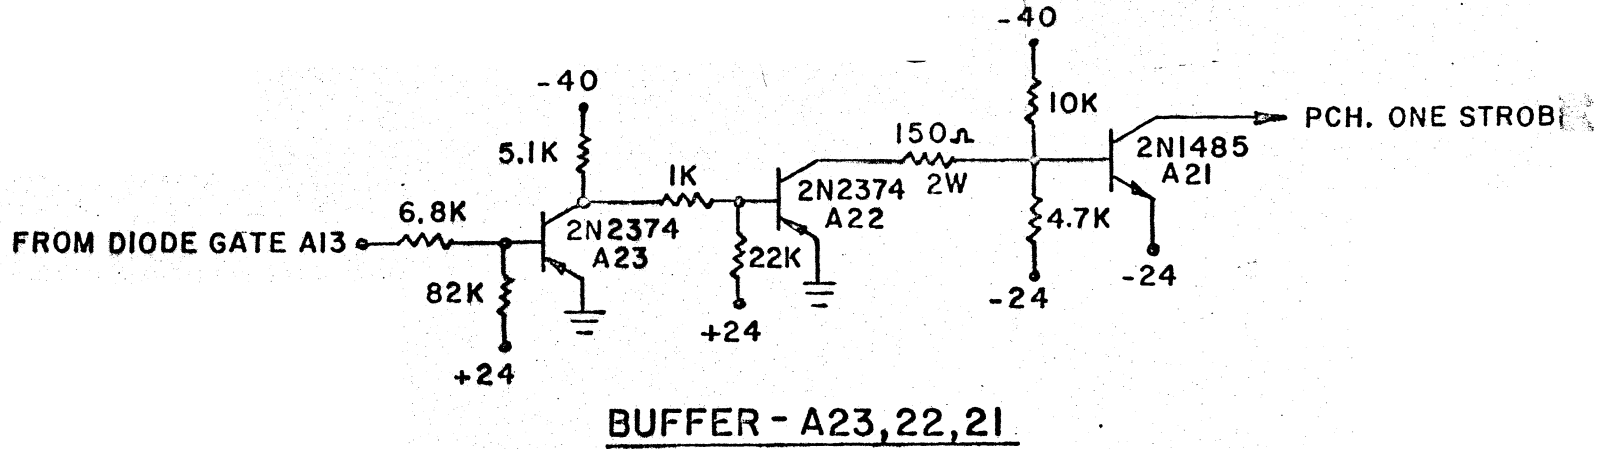 -40
-40
10K
PCH. ONE STROB
150Ω
5.1K
2N1485
A21
1K
2W
2N2374
A22
6.8K
4.7K
2N2374
A23
FROM DIODE GATE A13
22K
82K
-24
-24
+24
+24
BUFFER - A23,22,21